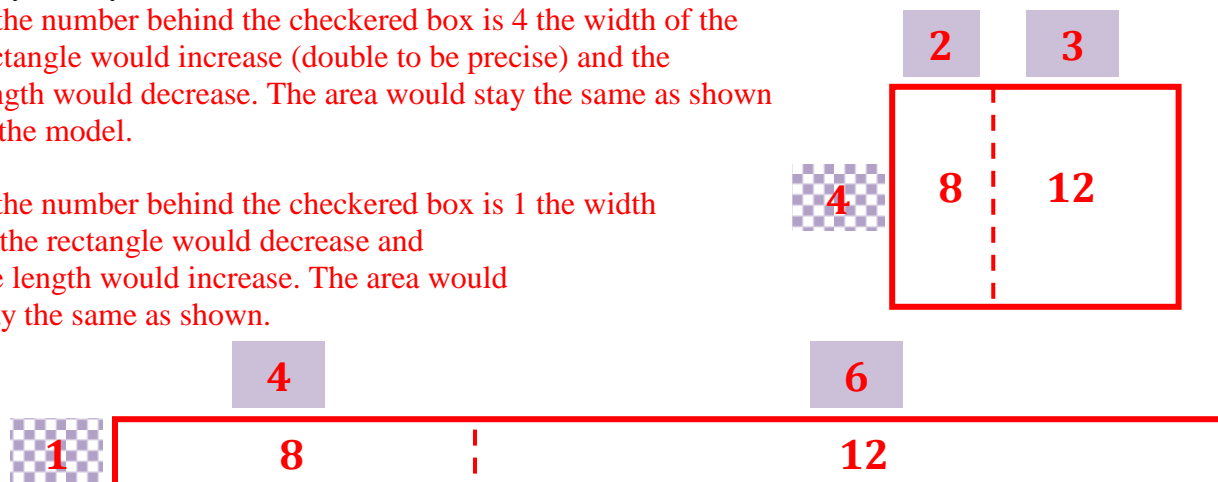 the number behind the checkered box is 4 the width of the
ctangle would increase (double to be precise) and the
ngth would decrease. The area would stay the same as shown
the model.
2 3
4 8 12
the number behind the checkered box is 1 the width
the rectangle would decrease and
e length would increase. The area would
y the same as shown.
4 6
1 8 12